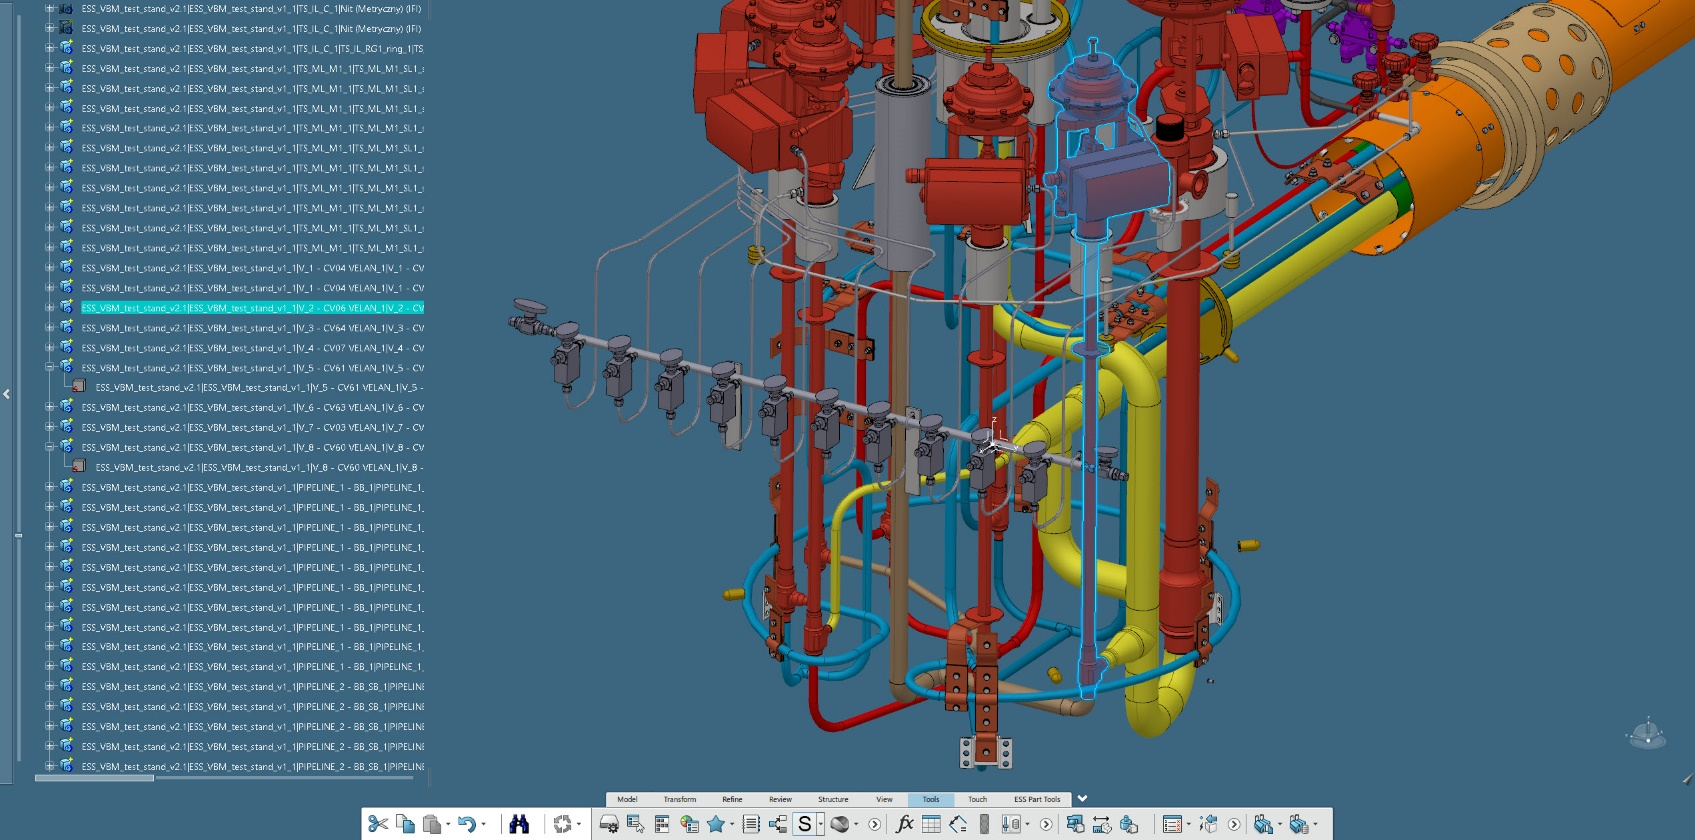 ESS_VBM_test_stand_v2.1|ESS_VBM_test_stand_v1_1|TS_IL_C_1|Nit (Metryczny) (IFI)
ESS_VBM_test_stand_v2.1|ESS_VBM_test_stand_v1_1|TS_IL_C_1|Nit (Metryczny) (IFI)
ESS_VBM_test_stand_v2.1|ESS_VBM_test_stand_v1_1|TS_IL_C_1|TS_IL_RG1_ring_1|TS_
ESS_VBM_test_stand_v2.1|ESS_VBM_test_stand_v1_1|TS_ML_M1_1|TS_ML_M1_SL1_
ESS_VBM_test_stand_v2.1|ESS_VBM_test_stand_v1_1|TS_ML_M1_1|TS_ML_M1_SL1_
ESS_VBM_test_stand_v2.1|ESS_VBM_test_stand_v1_1|TS_ML_M1_1|TS_ML_M1_SL1_
ESS_VBM_test_stand_v2.1|ESS_VBM_test_stand_v1_1|TS_ML_M1_1|TS_ML_M1_SL1_
ESS_VBM_test_stand_v2.1|ESS_VBM_test_stand_v1_1|TS_ML_M1_1|TS_ML_M1_SL1_
ESS_VBM_test_stand_v2.1|ESS_VBM_test_stand_v1_1|TS_ML_M1_1|TS_ML_M1_SL1_
ESS_VBM_test_stand_v2.1|ESS_VBM_test_stand_v1_1|TS_ML_M1_1|TS_ML_M1_SL1_
ESS_VBM_test_stand_v2.1|ESS_VBM_test_stand_v1_1|TS_ML_M1_1|TS_ML_M1_SL1_
ESS_VBM_test_stand_v2.1|ESS_VBM_test_stand_v1_1|TS_ML_M1_1|TS_ML_M1_SL1_
ESS_VBM_test_stand_v2.1|ESS_VBM_test_stand_v1_1|TS_ML_M1_1|TS_ML_M1_SL1_
ESS_VBM_test_stand_v2.1|ESS_VBM_test_stand_v1_1|V_1 - CV04 VELAN_1|V_1 - CV
ESS_VBM_test_stand_v2.1|ESS_VBM_test_stand_v1_1|V_1 - CV04 VELAN_1|V_1 - CV
ESS_VBM_test_stand_v2.1|ESS_VBM_test_stand_v1_1|V_2 - CV06 VELAN_1|V_2 - CV
ESS_VBM_test_stand_v2.1|ESS_VBM_test_stand_v1_1|V_3 - CV64 VELAN_1|V_3 - CV
ESS_VBM_test_stand_v2.1|ESS_VBM_test_stand_v1_1|V_4 - CV07 VELAN_1|V_4 - CV
ESS_VBM_test_stand_v2.1|ESS_VBM_test_stand_v1_1|V_5 - CV61 VELAN_1|V_5 - CV
ESS_VBM_test_stand_v2.1|ESS_VBM_test_stand_v1_1|V_5 - CV61 VELAN_1|V_5 -
ESS_VBM_test_stand_v2.1|ESS_VBM_test_stand_v1_1|V_6 - CV63 VELAN_1|V_6 - CV
ESS_VBM_test_stand_v2.1|ESS_VBM_test_stand_v1_1|V_7 - CV03 VELAN_1|V_7 - CV
ESS_VBM_test_stand_v2.1|ESS_VBM_test_stand_v1_1|V_8 - CV60 VELAN_1|V_8 - CV
ESS_VBM_test_stand_v2.1|ESS_VBM_test_stand_v1_1|V_8 - CV60 VELAN_1|V_8 -
ESS_VBM_test_stand_v2.1|ESS_VBM_test_stand_v1_1|PIPELINE_1 - BB_1|PIPELINE_1_
ESS_VBM_test_stand_v2.1|ESS_VBM_test_stand_v1_1|PIPELINE_1 - BB_1|PIPELINE_1_
ESS_VBM_test_stand_v2.1|ESS_VBM_test_stand_v1_1|PIPELINE_1 - BB_1|PIPELINE_1_
ESS_VBM_test_stand_v2.1|ESS_VBM_test_stand_v1_1|PIPELINE_1 - BB_1|PIPELINE_1_
ESS_VBM_test_stand_v2.1|ESS_VBM_test_stand_v1_1|PIPELINE_1 - BB_1|PIPELINE_1_
ESS_VBM_test_stand_v2.1|ESS_VBM_test_stand_v1_1|PIPELINE_1 - BB_1|PIPELINE_1_
ESS_VBM_test_stand_v2.1|ESS_VBM_test_stand_v1_1|PIPELINE_1 - BB_1|PIPELINE_1_
ESS_VBM_test_stand_v2.1|ESS_VBM_test_stand_v1_1|PIPELINE_1 - BB_1|PIPELINE_1_
ESS_VBM_test_stand_v2.1|ESS_VBM_test_stand_v1_1|PIPELINE_1 - BB_1|PIPELINE_1_
ESS_VBM_test_stand_v2.1|ESS_VBM_test_stand_v1_1|PIPELINE_1 - BB_1|PIPELINE_1_
ESS_VBM_test_stand_v2.1|ESS_VBM_test_stand_v1_1|PIPELINE_2 - BB_SB_1|PIPELINE
ESS_VBM_test_stand_v2.1|ESS_VBM_test_stand_v1_1|PIPELINE_2 - BB_SB_1|PIPELINE
ESS_VBM_test_stand_v2.1|ESS_VBM_test_stand_v1_1|PIPELINE_2 - BB_SB_1|PIPELINE
ESS_VBM_test_stand_v2.1|ESS_VBM_test_stand_v1_1|PIPELINE_2 - BB_SB_1|PIPELINE
ESS_VBM_test_stand_v2.1|ESS_VBM_test_stand_v1_1|PIPELINE_2 - BB_SB_1|PIPELINE
Model Transform Refine Review Structure View Tools Touch ESS Part Tools
S fx